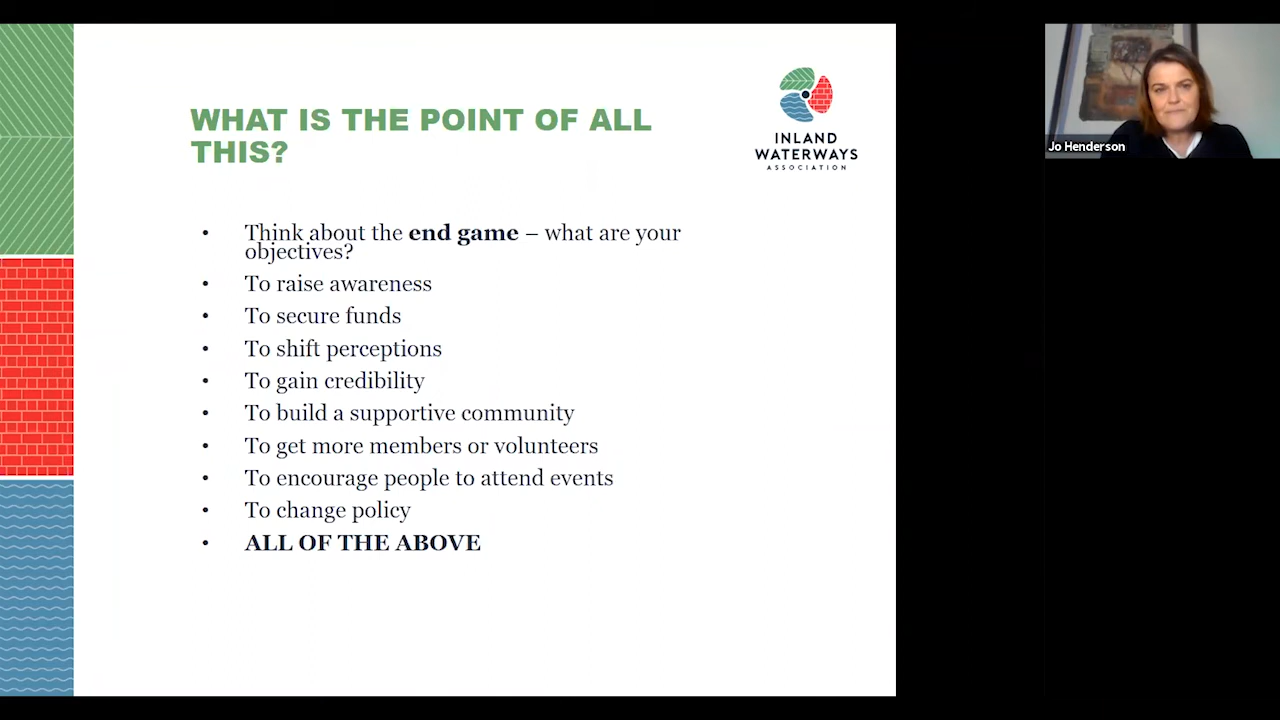 WHAT IS THE POINT OF ALL
THIS?
INLAND
WATERWAYS
ASSOCIATION
Jo Henderson
• Think about the end game – what are your
objectives?
• To raise awareness
• To secure funds
• To shift perceptions
• To gain credibility
• To build a supportive community
• To get more members or volunteers
• To encourage people to attend events
• To change policy
• ALL OF THE ABOVE